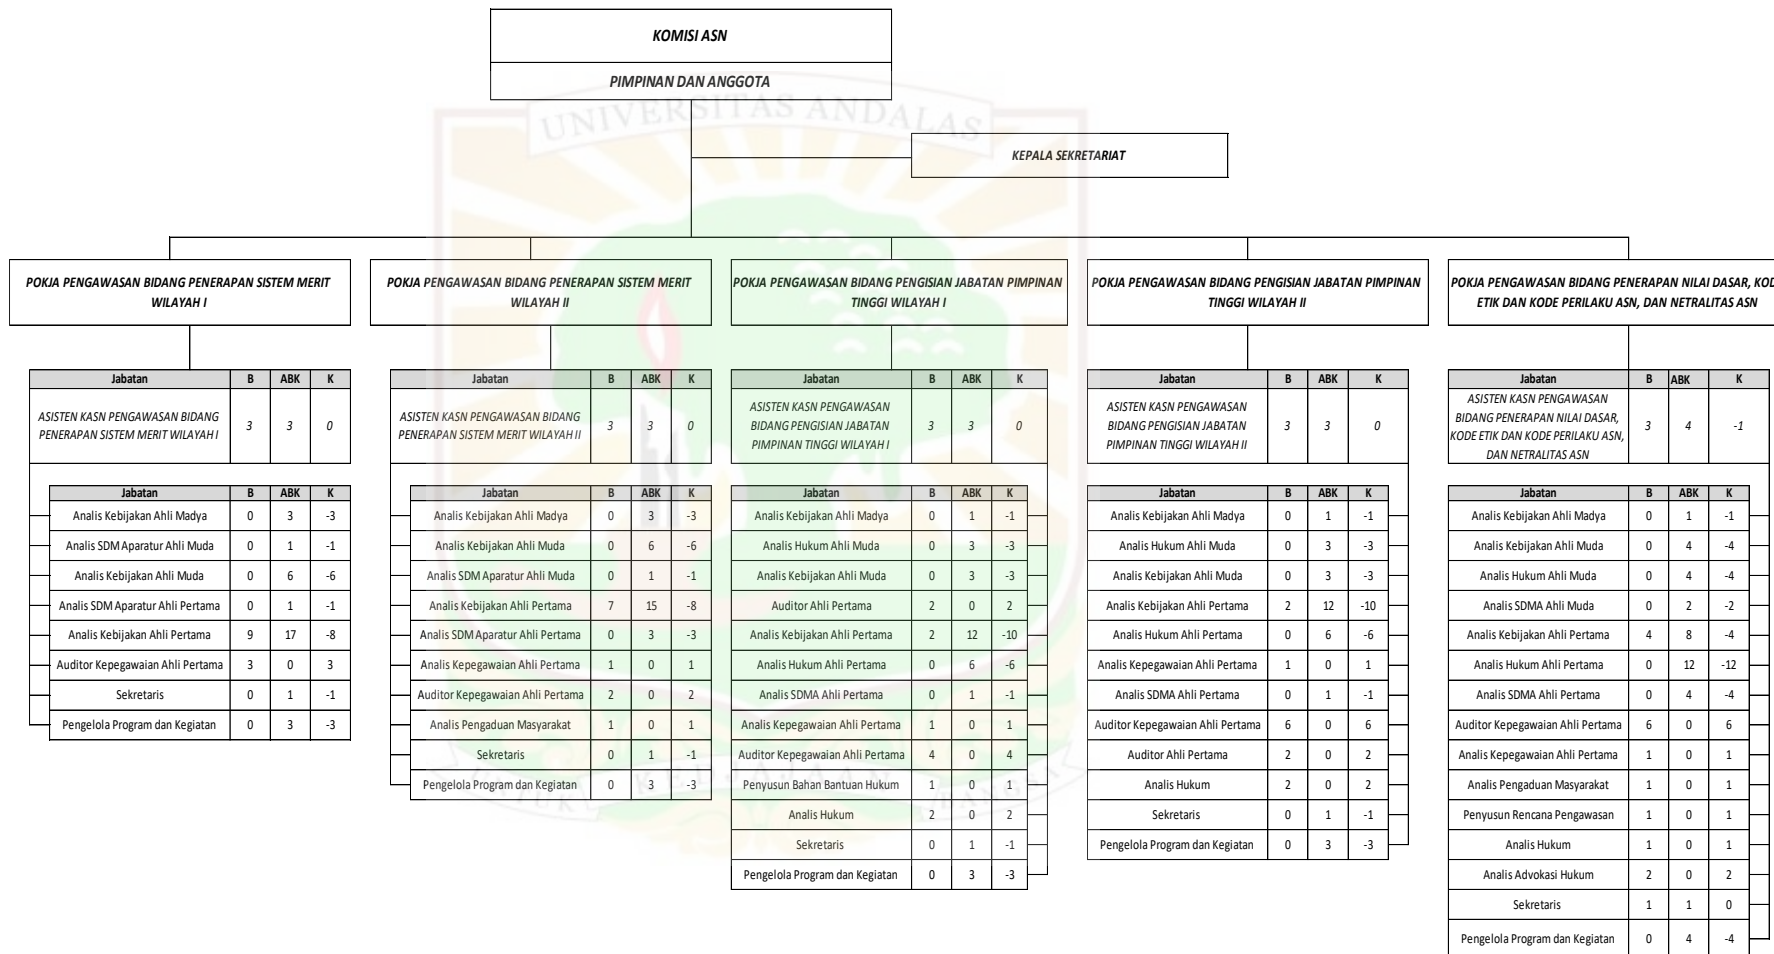 KOMISI ASN
PIMPINAN DAN ANGGOTA
UNIVERSITAS ANDALAS
KEPALA SEKRETARIAT
POKJA PENGAWASAN BIDANG PENERAPAN SISTEM MERIT
WILAYAH I
Jabatan B ABK K
ASISTEN KASN PENGAWASAN BIDANG
PENERAPAN SISTEM MERIT WILAYAH I
3 3 0
Jabatan B ABK K
Analis Kebijakan Ahli Madya 0 3 -3
Analis SDM Aparatur Ahli Muda 0 1 -1
Analis Kebijakan Ahli Muda 0 6 -6
Analis SDM Aparatur Ahli Pertama 0 1 -1
Analis Kebijakan Ahli Pertama 9 17 -8
Auditor Kepegawaian Ahli Pertama 3 0 3
Sekretaris 0 1 -1
Pengelola Program dan Kegiatan 0 3 -3
POKJA PENGAWASAN BIDANG PENERAPAN SISTEM MERIT
WILAYAH II
Jabatan B ABK K
ASISTEN KASN PENGAWASAN BIDANG
PENERAPAN SISTEM MERIT WILAYAH II
3 3 0
Jabatan B ABK K
Analis Kebijakan Ahli Madya 0 3 -3
Analis Kebijakan Ahli Muda 0 6 -6
Analis SDM Aparatur Ahli Muda 0 1 -1
Analis Kebijakan Ahli Pertama 7 15 -8
Analis SDM Aparatur Ahli Pertama 0 3 -3
Analis Kepegawaian Ahli Pertama 1 0 1
Auditor Kepegawaian Ahli Pertama 2 0 2
Analis Pengaduan Masyarakat 1 0 1
Sekretaris 0 1 -1
Pengelola Program dan Kegiatan 0 3 -3
POKJA PENGAWASAN BIDANG PENGISIAN JABATAN PIMPINAN
TINGGI WILAYAH I
Jabatan B ABK K
ASISTEN KASN PENGAWASAN
BIDANG PENGISIAN JABATAN
PIMPINAN TINGGI WILAYAH I
3 3 0
Jabatan B ABK K
Analis Kebijakan Ahli Madya 0 1 -1
Analis Hukum Ahli Muda 0 3 -3
Analis Kebijakan Ahli Muda 0 3 -3
Auditor Ahli Pertama 2 0 2
Analis Kebijakan Ahli Pertama 2 12 -10
Analis Hukum Ahli Pertama 0 6 -6
Analis SDMA Ahli Pertama 0 1 -1
Analis Kepegawaian Ahli Pertama 1 0 1
Auditor Kepegawaian Ahli Pertama 4 0 4
Penyusun Bahan Bantuan Hukum 1 0 1
Analis Hukum 2 0 2
Sekretaris 0 1 -1
Pengelola Program dan Kegiatan 0 3 -3
POKJA PENGAWASAN BIDANG PENGISIAN JABATAN PIMPINAN
TINGGI WILAYAH II
Jabatan B ABK K
ASISTEN KASN PENGAWASAN
BIDANG PENGISIAN JABATAN
PIMPINAN TINGGI WILAYAH II
3 3 0
Jabatan B ABK K
Analis Kebijakan Ahli Madya 0 1 -1
Analis Hukum Ahli Muda 0 3 -3
Analis Kebijakan Ahli Muda 0 3 -3
Analis Kebijakan Ahli Pertama 2 12 -10
Analis Hukum Ahli Pertama 0 6 -6
Analis Kepegawaian Ahli Pertama 1 0 1
Analis SDMA Ahli Pertama 0 1 -1
Auditor Kepegawaian Ahli Pertama 6 0 6
Auditor Ahli Pertama 2 0 2
Analis Hukum 2 0 2
Sekretaris 0 1 -1
Pengelola Program dan Kegiatan 0 3 -3
POKJA PENGAWASAN BIDANG PENERAPAN NILAI DASAR, KOD
ETIK DAN KODE PERILAKU ASN, DAN NETRALITAS ASN
Jabatan B ABK K
ASISTEN KASN PENGAWASAN
BIDANG PENERAPAN NILAI DASAR,
KODE ETIK DAN KODE PERILAKU ASN,
DAN NETRALITAS ASN
3 4 -1
Jabatan B ABK K
Analis Kebijakan Ahli Madya 0 1 -1
Analis Kebijakan Ahli Muda 0 4 -4
Analis Hukum Ahli Muda 0 4 -4
Analis SDMA Ahli Muda 0 2 -2
Analis Kebijakan Ahli Pertama 4 8 -4
Analis Hukum Ahli Pertama 0 12 -12
Analis SDMA Ahli Pertama 0 4 -4
Auditor Kepegawaian Ahli Pertama 6 0 6
Analis Kepegawaian Ahli Pertama 1 0 1
Analis Pengaduan Masyarakat 1 0 1
Penyusun Rencana Pengawasan 1 0 1
Analis Hukum 1 0 1
Analis Advokasi Hukum 2 0 2
Sekretaris 1 1 0
Pengelola Program dan Kegiatan 0 4 -4
UNTUK KEDJAJAAN BANGSA